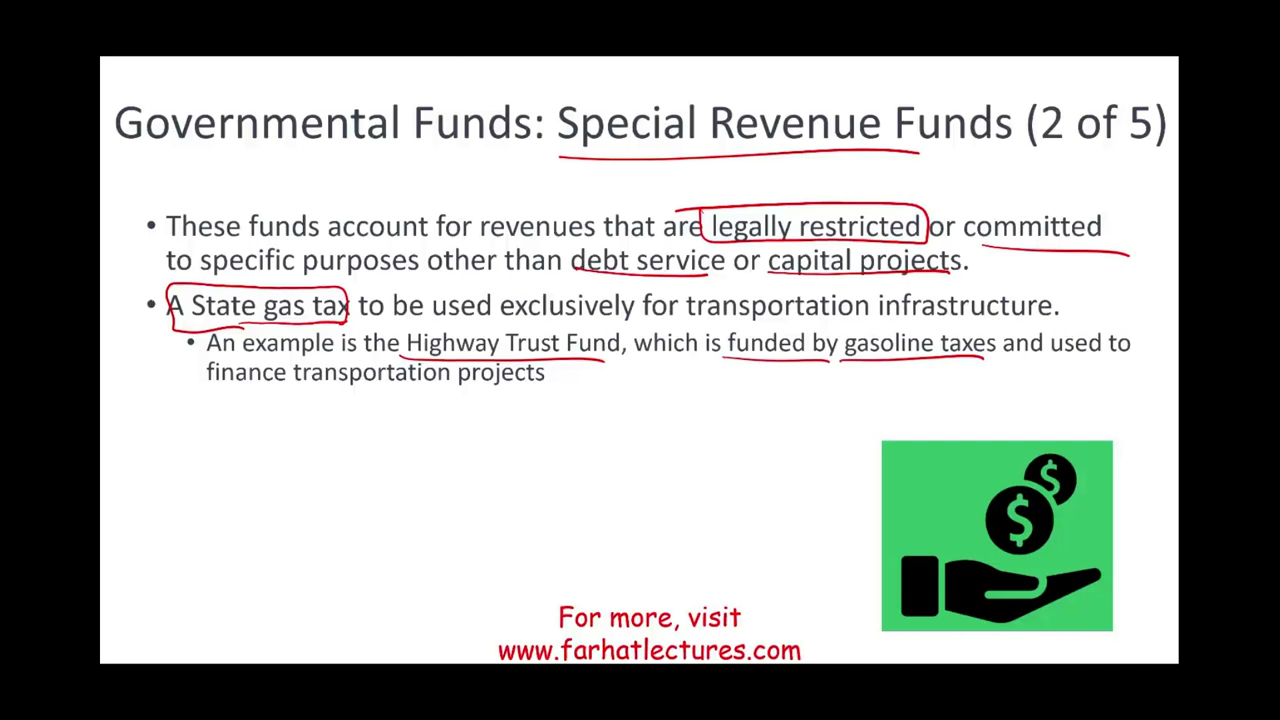 Governmental Funds: Special Revenue Funds (2 of 5)
• These funds account for revenues that are legally restricted or committed
to specific purposes other than debt service or capital projects.
• A State gas tax to be used exclusively for transportation infrastructure.
• An example is the Highway Trust Fund, which is funded by gasoline taxes and used to
finance transportation projects
$
$
For more, visit
www.farhatlectures.com